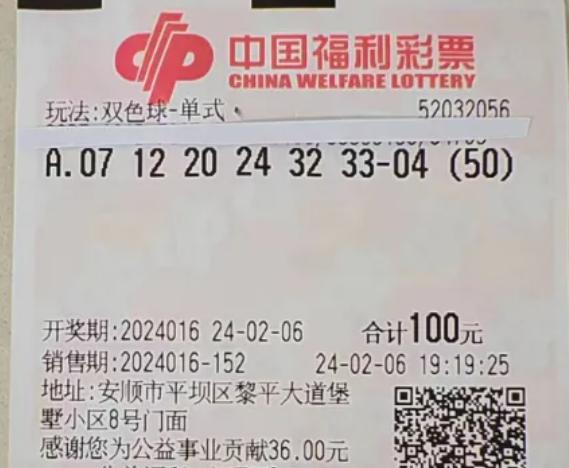 中国福利彩票
CHINA WELFARE LOTTERY
玩法:双色球-单式 52032056
A.07 12 20 24 32 33-04 (50)
开奖期:2024016 24-02-06 合计100元
销售期:2024016-152 24-02-06 19:19:25
地址:安顺市平坝区黎平大道堡
墅小区8号门面
感谢您为公益事业贡献36.00元